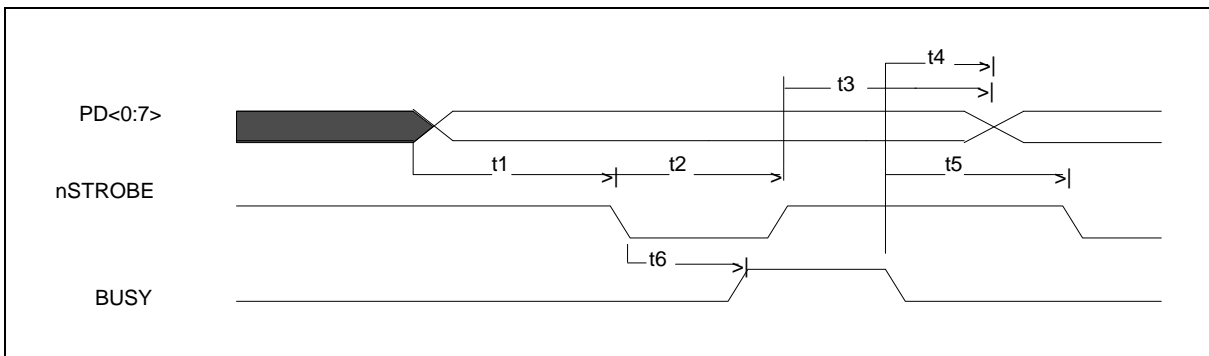 t4
t3
PD<0:7>
t1
t2
t5
nSTROBE
t6
BUSY